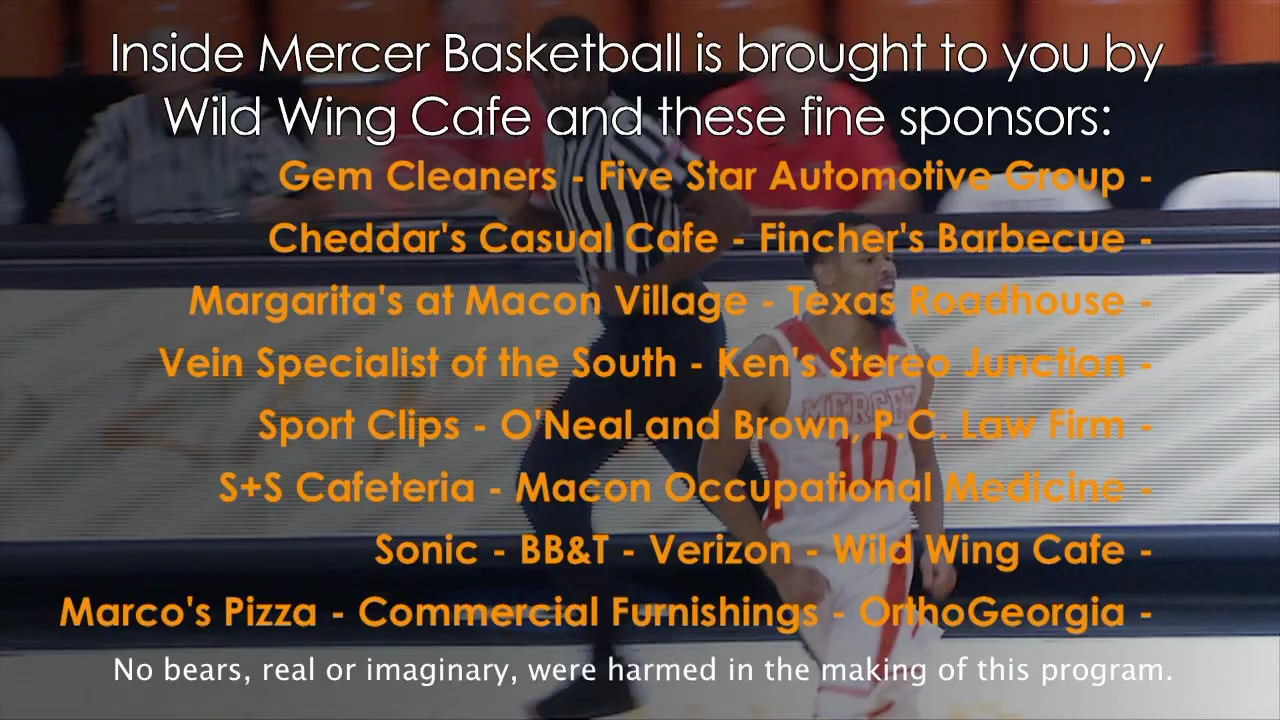 Inside Mercer Basketball is brought to you by
Wild Wing Cafe and these fine sponsors:
Gem Cleaners - Five Star Automotive Group -
Cheddar's Casual Cafe - Fincher's Barbecue -
Margarita's at Macon Village - Texas Roadhouse -
Vein Specialist of the South - Ken's Stereo Junction -
Sport Clips - O'Neal and Brown, P.C. Law Firm -
S+S Cafeteria - Macon Occupational Medicine -
Sonic - BB&T - Verizon - Wild Wing Cafe -
Marco's Pizza - Commercial Furnishings - OrthoGeorgia -
No bears, real or imaginary, were harmed in the making of this program.
MERCER
10